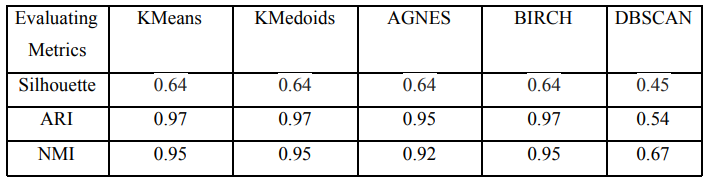 Evaluating Metrics KMeans KMedoids AGNES BIRCH DBSCAN
Silhouette 0.64 0.64 0.64 0.64 0.45
ARI 0.97 0.97 0.95 0.97 0.54
NMI 0.95 0.95 0.92 0.95 0.67